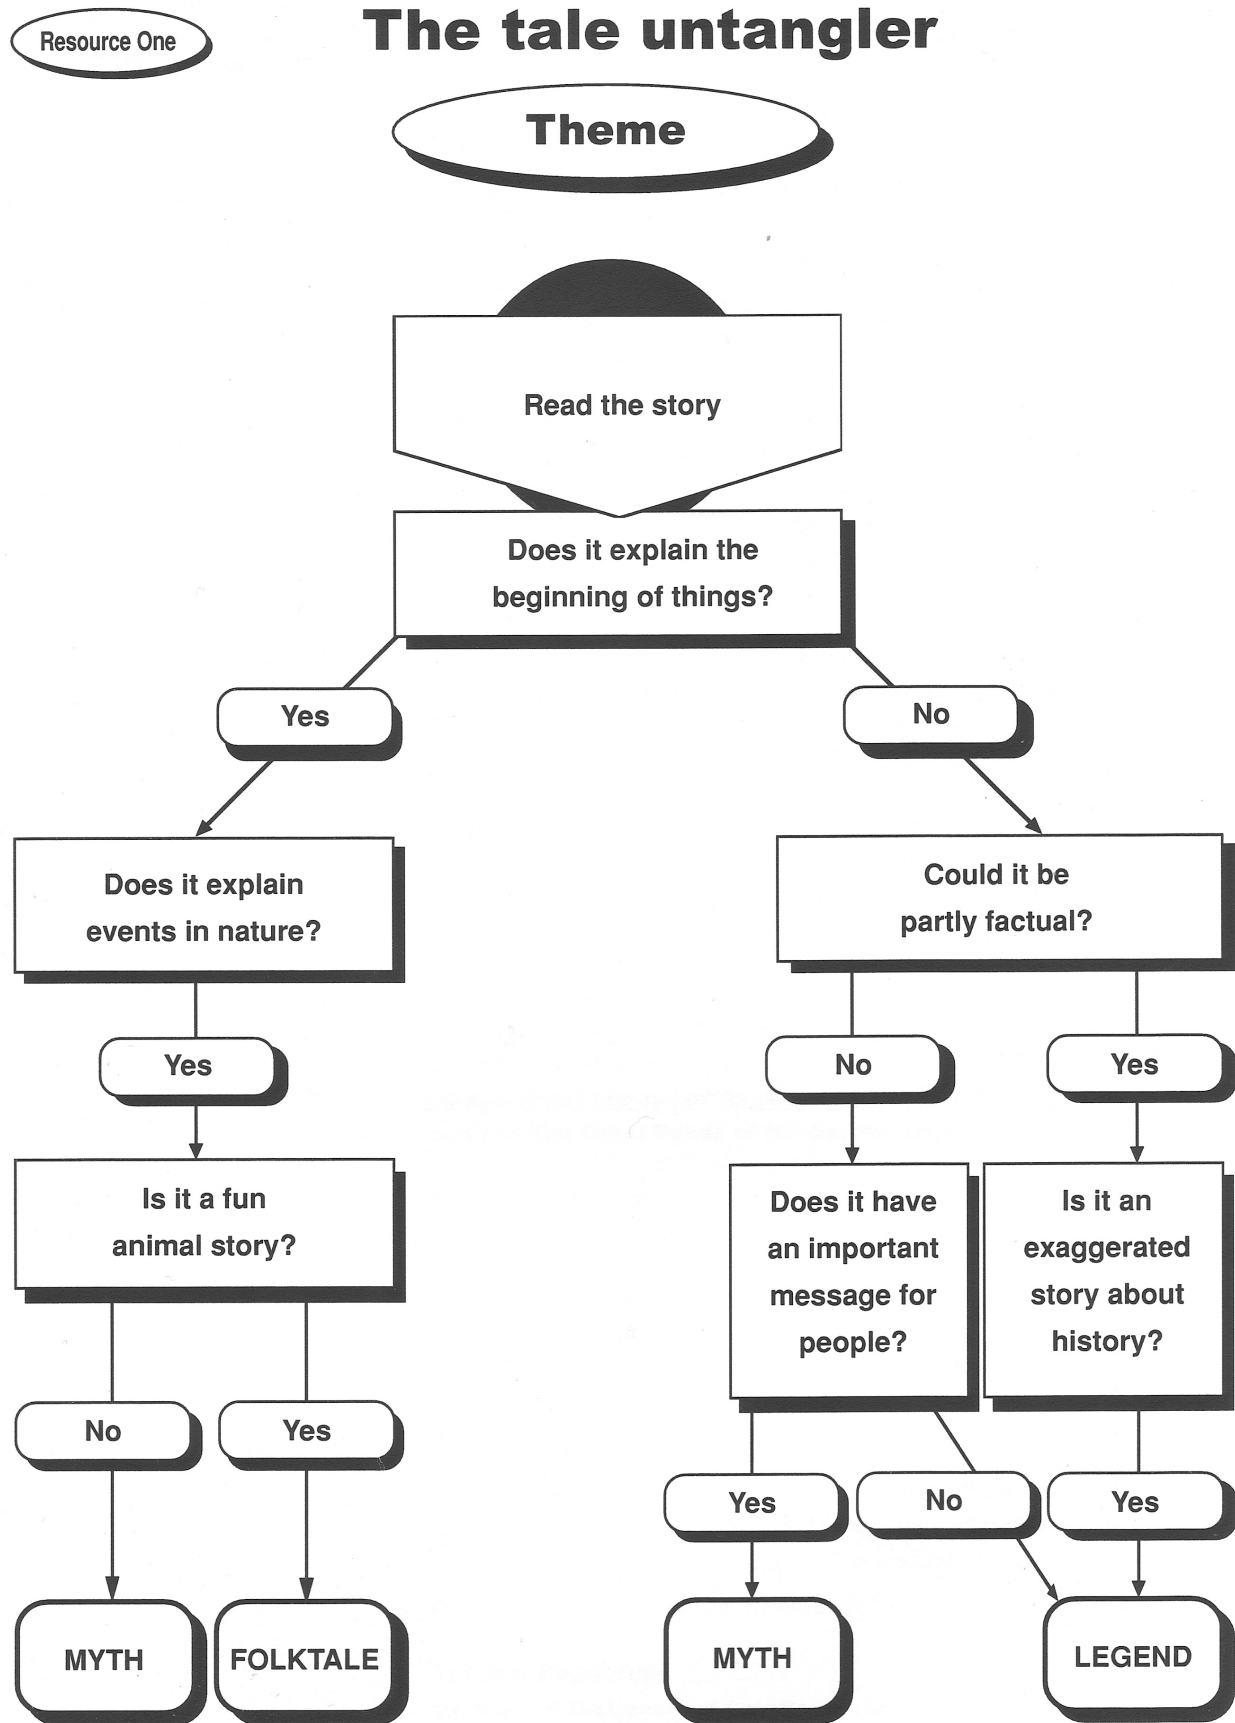 Resource One
The tale untangler
Theme
Read the story
Does it explain the
beginning of things?
Yes
No
Does it explain
events in nature?
Could it be
partly factual?
Yes
No
Yes
Is it a fun
animal story?
Does it have
an important
message for
people?
Is it an
exaggerated
story about
history?
No
Yes
Yes
No
Yes
MYTH
FOLKTALE
MYTH
LEGEND